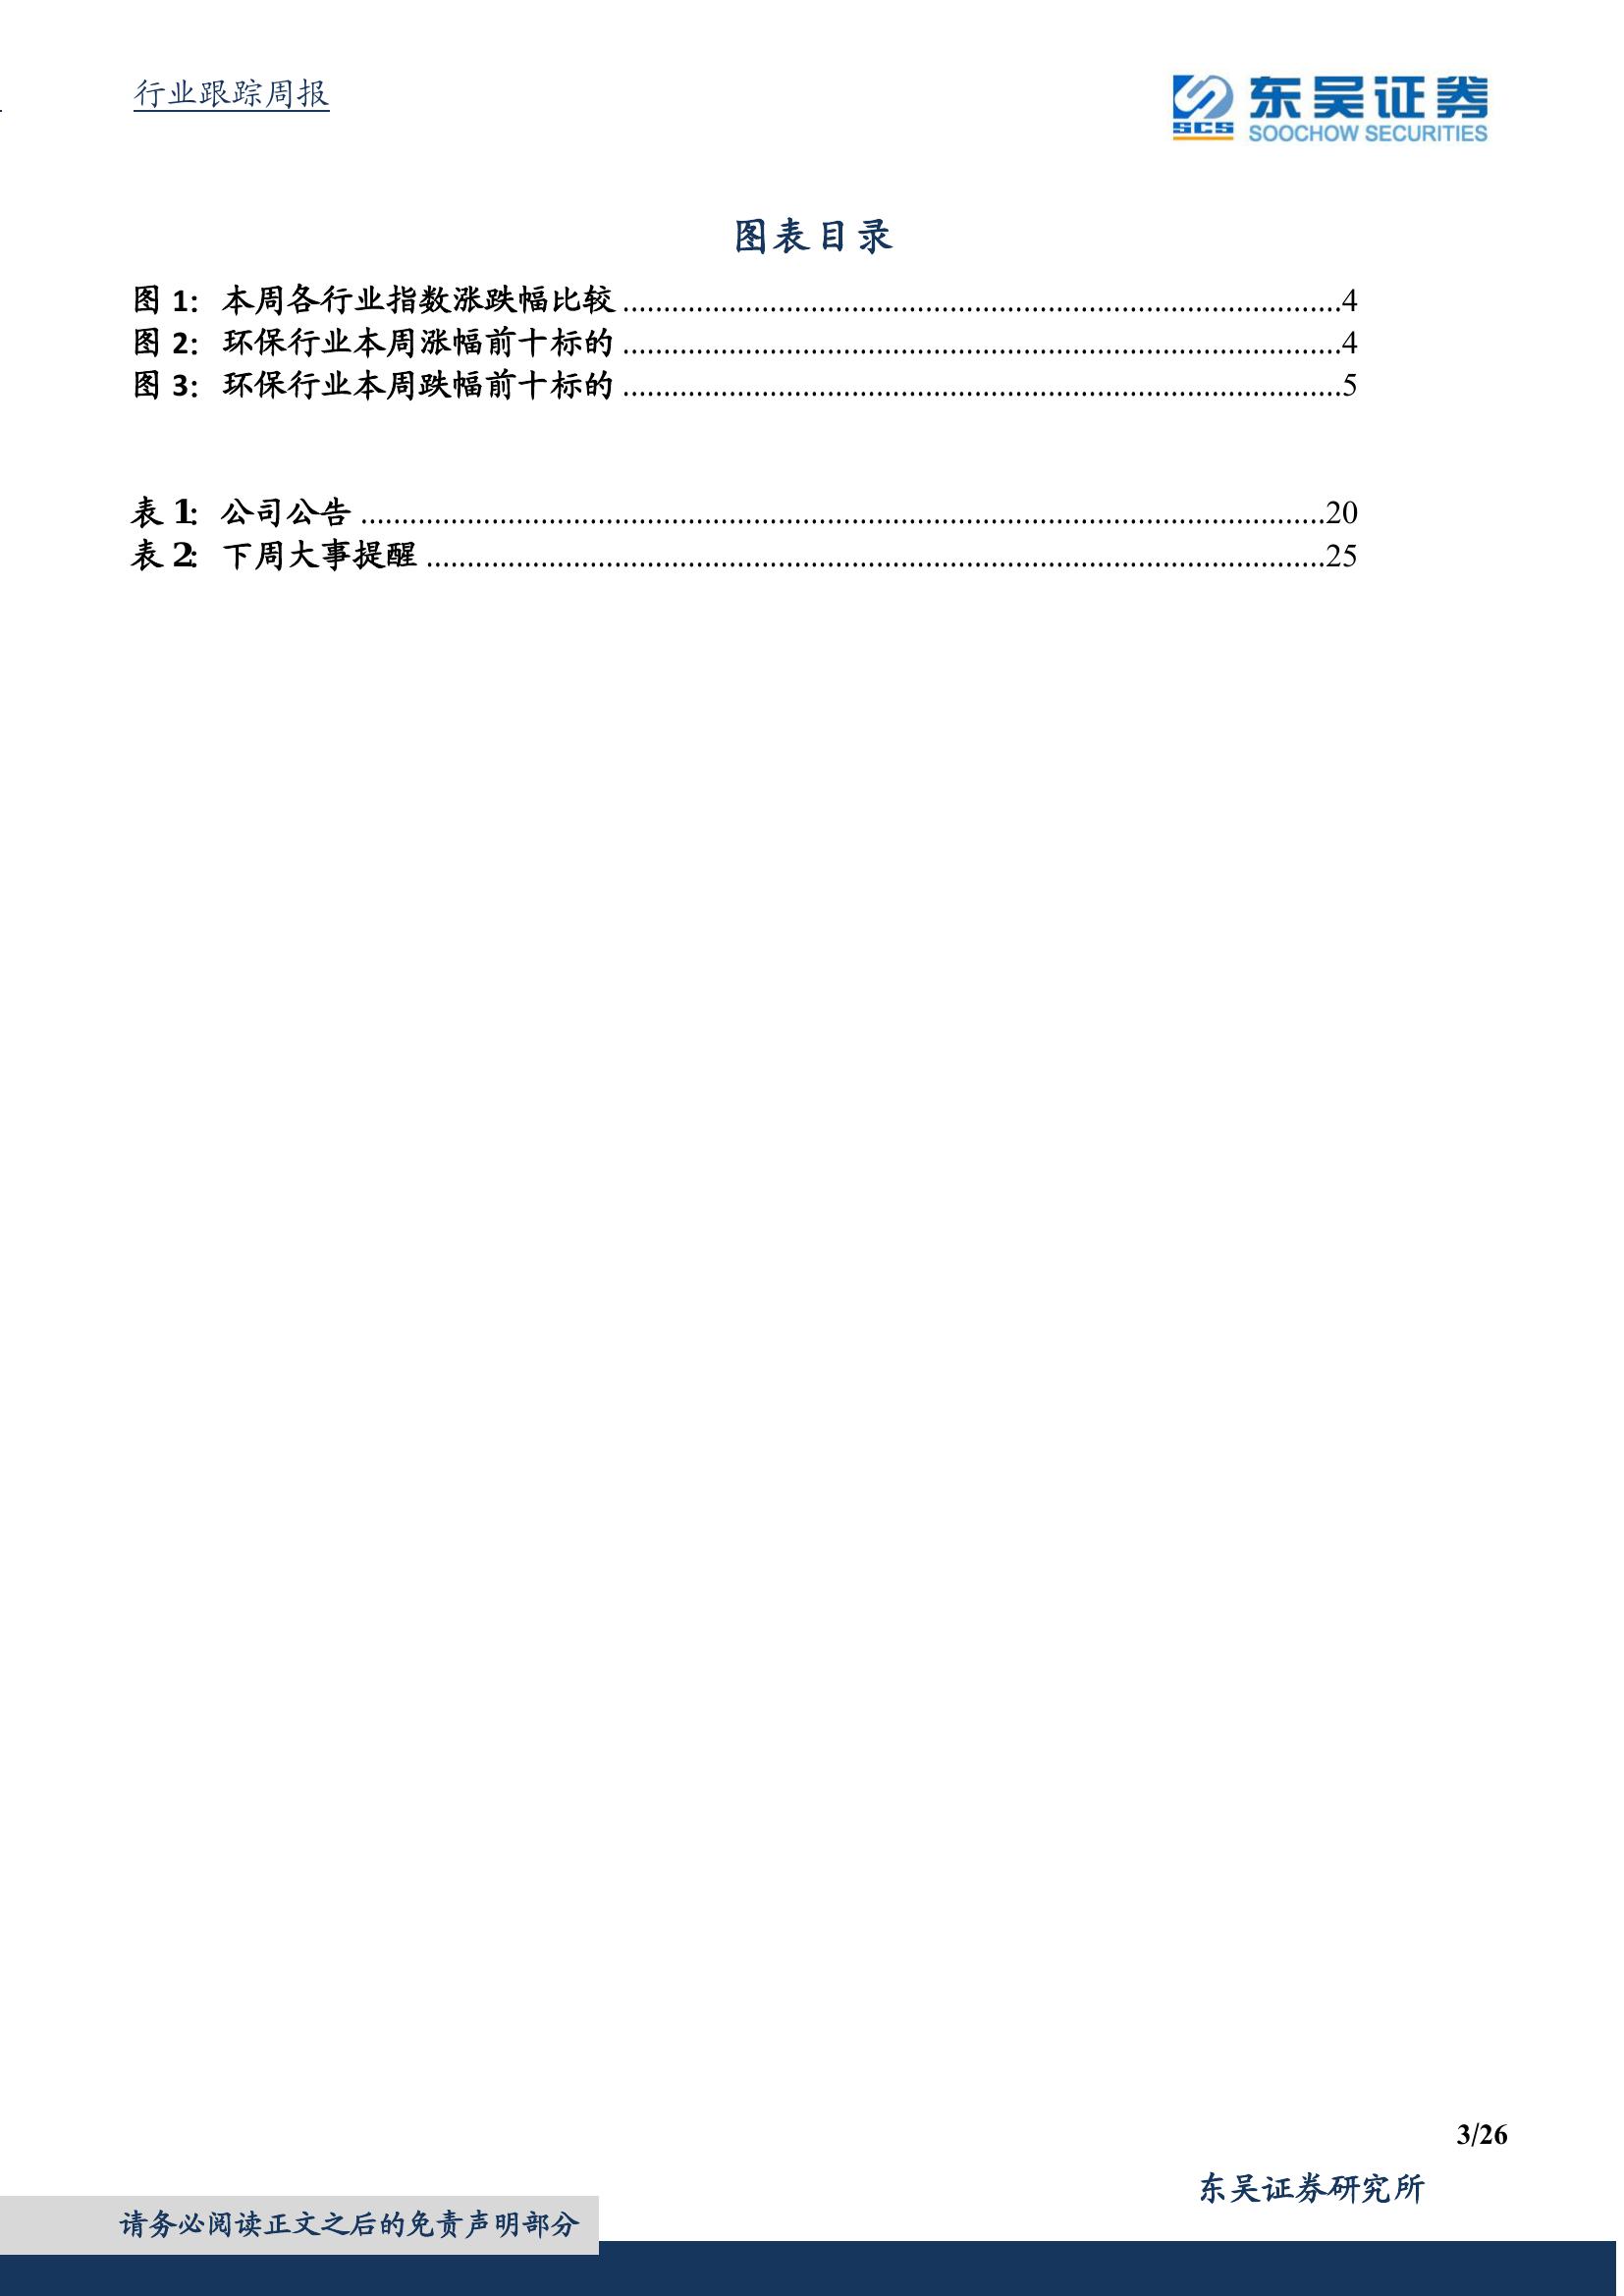 行业跟踪周报
SCS
东吴证券
SOOCHOW SECURITIES
图表目录
图 1： 本周各行业指数涨跌幅比较 ........................................................................................4
图 2： 环保行业本周涨幅前十标的 ........................................................................................4
图 3： 环保行业本周跌幅前十标的 ........................................................................................5
表 1: 公司公告 ......................................................................................................................20
表 2: 下周大事提醒 ..............................................................................................................25
3/26
东吴证券研究所
请务必阅读正文之后的免责声明部分